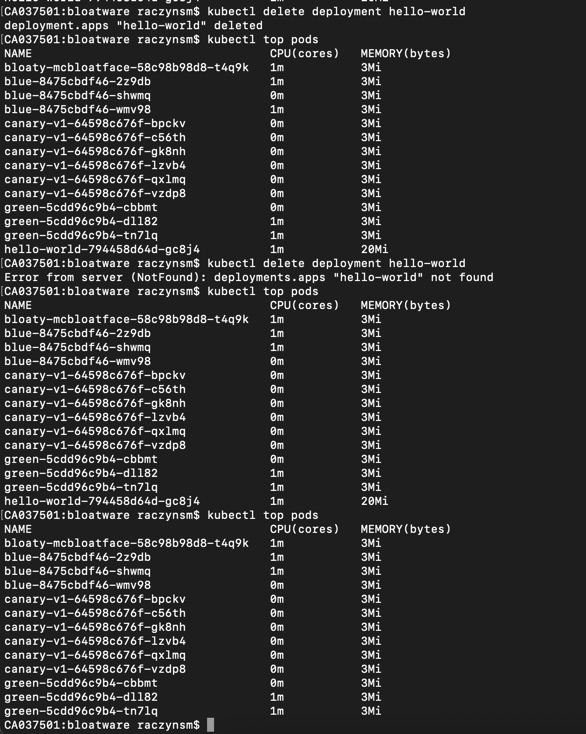 [CA037501:bloatware raczynsm$ kubectl delete deployment hello-world
deployment.apps "hello-world" deleted
[CA037501:bloatware raczynsm$ kubectl top pods
NAME CPU(cores) MEMORY(bytes)
bloaty-mcbloatface-58c98b98d8-t4q9k 1m 3Mi
blue-8475cbdf46-2z9db 1m 3Mi
blue-8475cbdf46-shwmq 0m 3Mi
blue-8475cbdf46-wmv98 1m 3Mi
canary-v1-64598c676f-bpckv 0m 3Mi
canary-v1-64598c676f-c56th 0m 3Mi
canary-v1-64598c676f-gk8nh 0m 3Mi
canary-v1-64598c676f-lzvb4 0m 3Mi
canary-v1-64598c676f-qxlmq 0m 3Mi
canary-v1-64598c676f-vzdp8 0m 3Mi
green-5cdd96c9b4-cbbmt 0m 3Mi
green-5cdd96c9b4-dll82 1m 3Mi
green-5cdd96c9b4-tn7lq 1m 3Mi
hello-world-794458d64d-gc8j4 1m 20Mi
[CA037501:bloatware raczynsm$ kubectl delete deployment hello-world
Error from server (NotFound): deployments.apps "hello-world" not found
[CA037501:bloatware raczynsm$ kubectl top pods
NAME CPU(cores) MEMORY(bytes)
bloaty-mcbloatface-58c98b98d8-t4q9k 1m 3Mi
blue-8475cbdf46-2z9db 1m 3Mi
blue-8475cbdf46-shwmq 1m 3Mi
blue-8475cbdf46-wmv98 0m 3Mi
canary-v1-64598c676f-bpckv 0m 3Mi
canary-v1-64598c676f-c56th 0m 3Mi
canary-v1-64598c676f-gk8nh 0m 3Mi
canary-v1-64598c676f-lzvb4 0m 3Mi
canary-v1-64598c676f-qxlmq 0m 3Mi
canary-v1-64598c676f-vzdp8 0m 3Mi
green-5cdd96c9b4-cbbmt 0m 3Mi
green-5cdd96c9b4-dll82 1m 3Mi
green-5cdd96c9b4-tn7lq 1m 3Mi
hello-world-794458d64d-gc8j4 1m 20Mi
[CA037501:bloatware raczynsm$ kubectl top pods
NAME CPU(cores) MEMORY(bytes)
bloaty-mcbloatface-58c98b98d8-t4q9k 1m 3Mi
blue-8475cbdf46-2z9db 1m 3Mi
blue-8475cbdf46-shwmq 1m 3Mi
blue-8475cbdf46-wmv98 0m 3Mi
canary-v1-64598c676f-bpckv 0m 3Mi
canary-v1-64598c676f-c56th 0m 3Mi
canary-v1-64598c676f-gk8nh 0m 3Mi
canary-v1-64598c676f-lzvb4 0m 3Mi
canary-v1-64598c676f-qxlmq 0m 3Mi
canary-v1-64598c676f-vzdp8 0m 3Mi
green-5cdd96c9b4-cbbmt 0m 3Mi
green-5cdd96c9b4-dll82 1m 3Mi
green-5cdd96c9b4-tn7lq 1m 3Mi
CA037501:bloatware raczynsm$